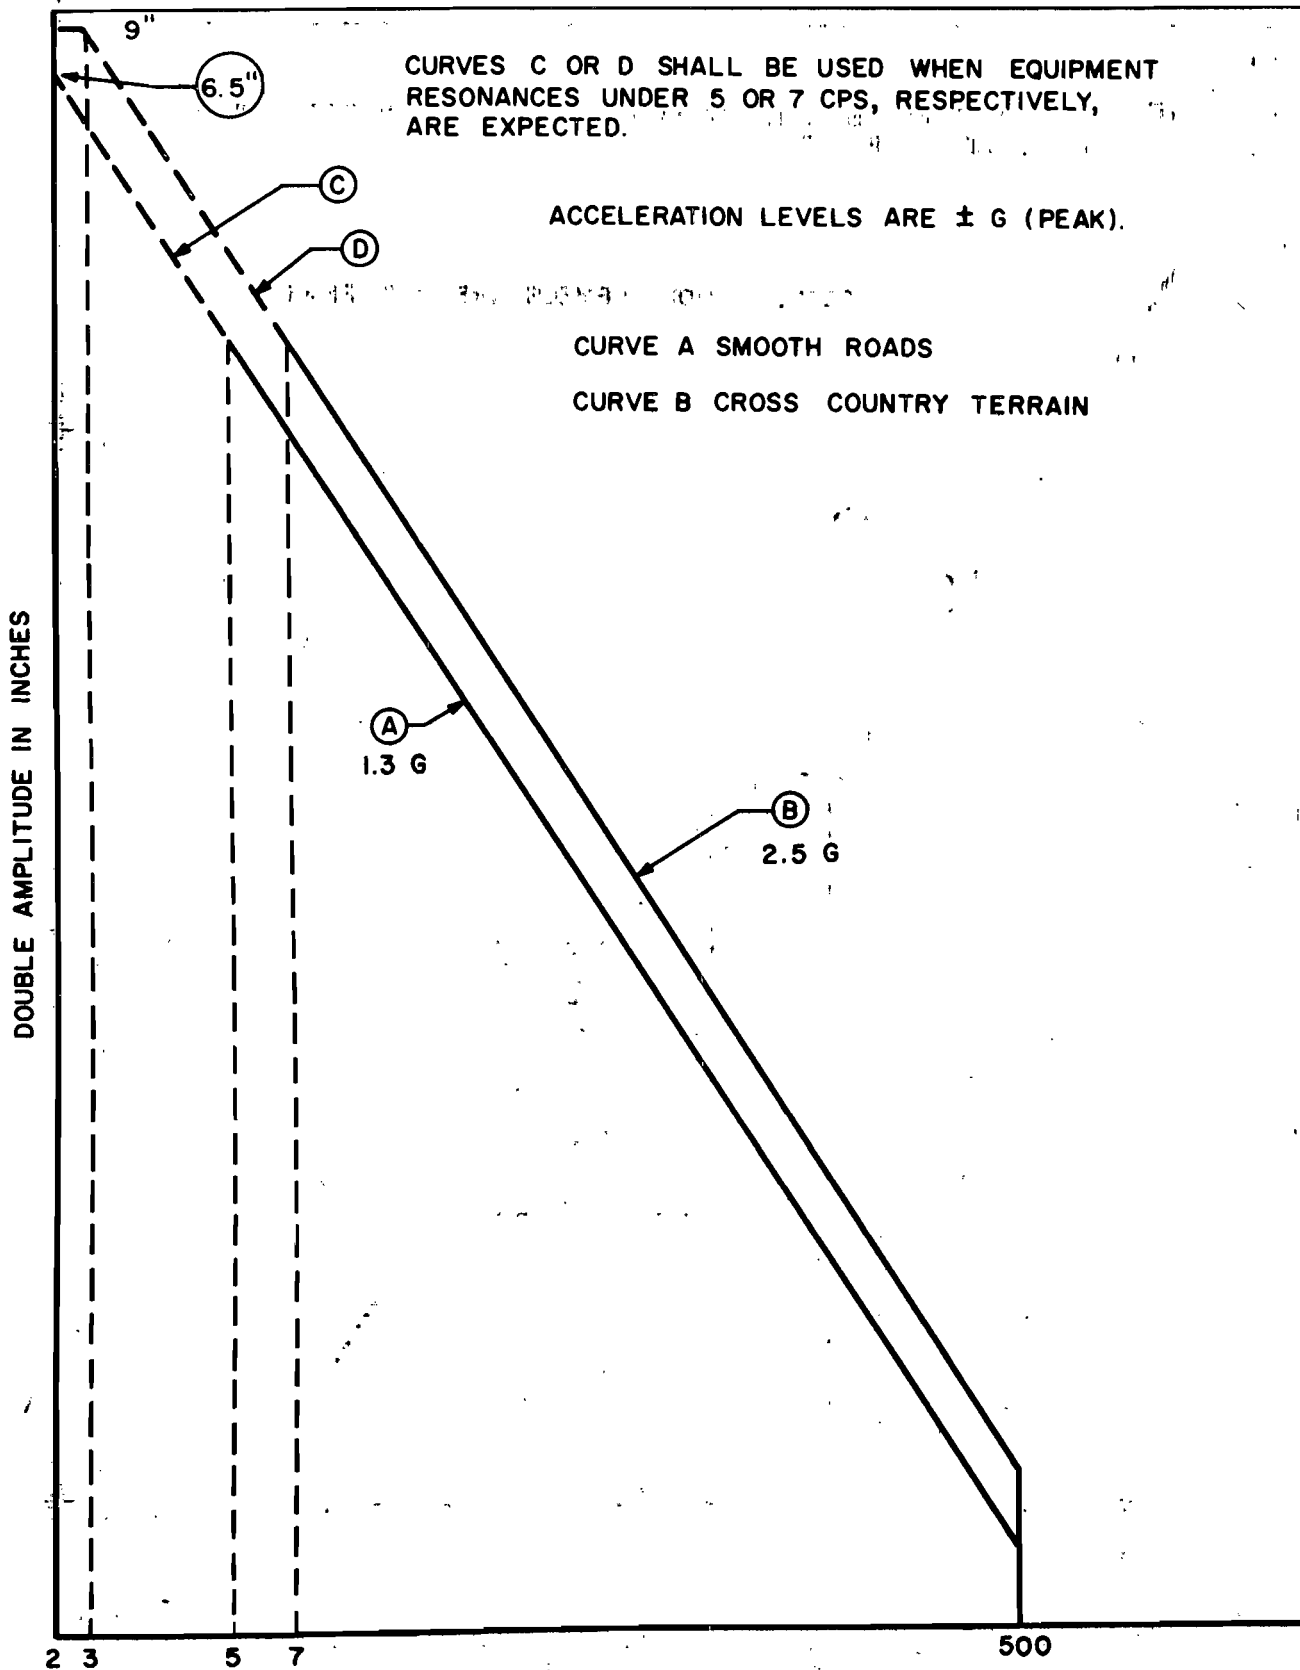 9"
6.5"
CURVES C OR D SHALL BE USED WHEN EQUIPMENT
RESONANCES UNDER 5 OR 7 CPS, RESPECTIVELY,
ARE EXPECTED.
C
ACCELERATION LEVELS ARE ± G (PEAK).
D
CURVE A SMOOTH ROADS
CURVE B CROSS COUNTRY TERRAIN
DOUBLE AMPLITUDE IN INCHES
A
1.3 G
B
2.5 G
2 3 5 7 500